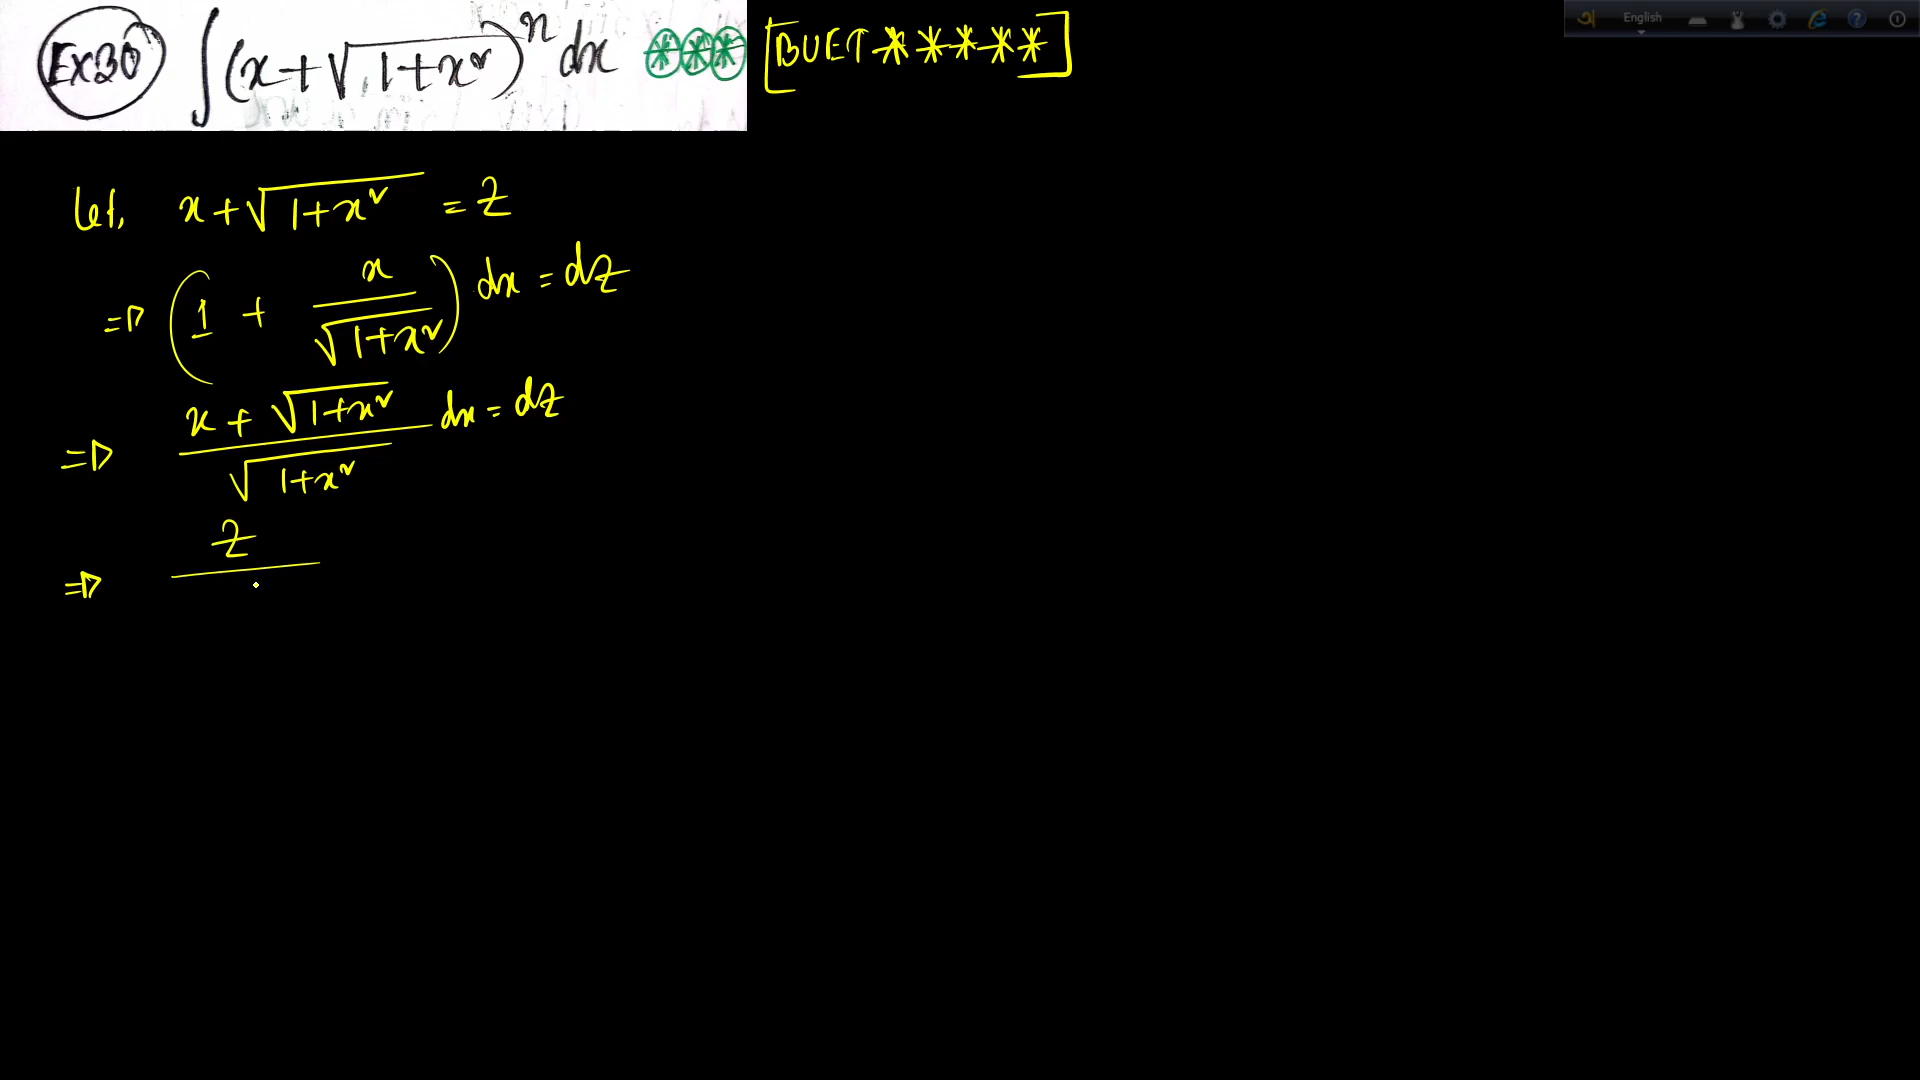 Ex30 ∫(x+√1+x²)ⁿ dx *** [BUET *****]
English
Let, x+√1+x² = z
⇒ (1 + x/√1+x²) dx = dz
⇒ x+√1+x²/√1+x² dx = dz
⇒ z/